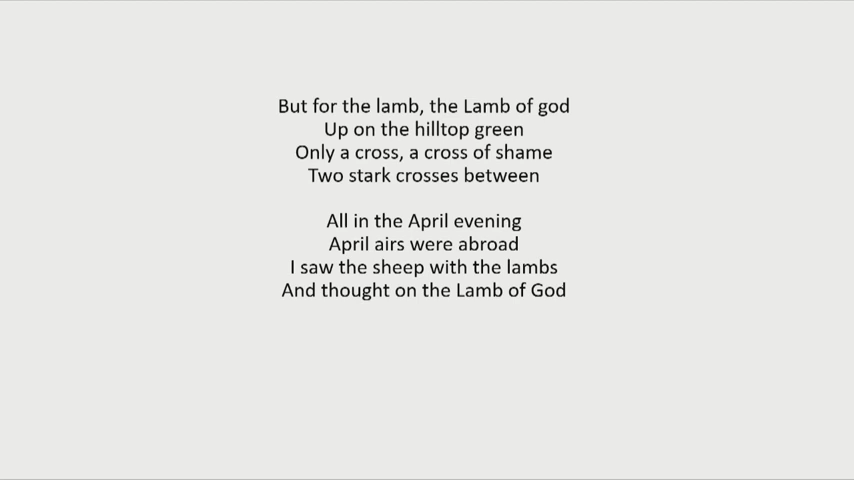 But for the lamb, the Lamb of god
Up on the hilltop green
Only a cross, a cross of shame
Two stark crosses between
All in the April evening
April airs were abroad
I saw the sheep with the lambs
And thought on the Lamb of God